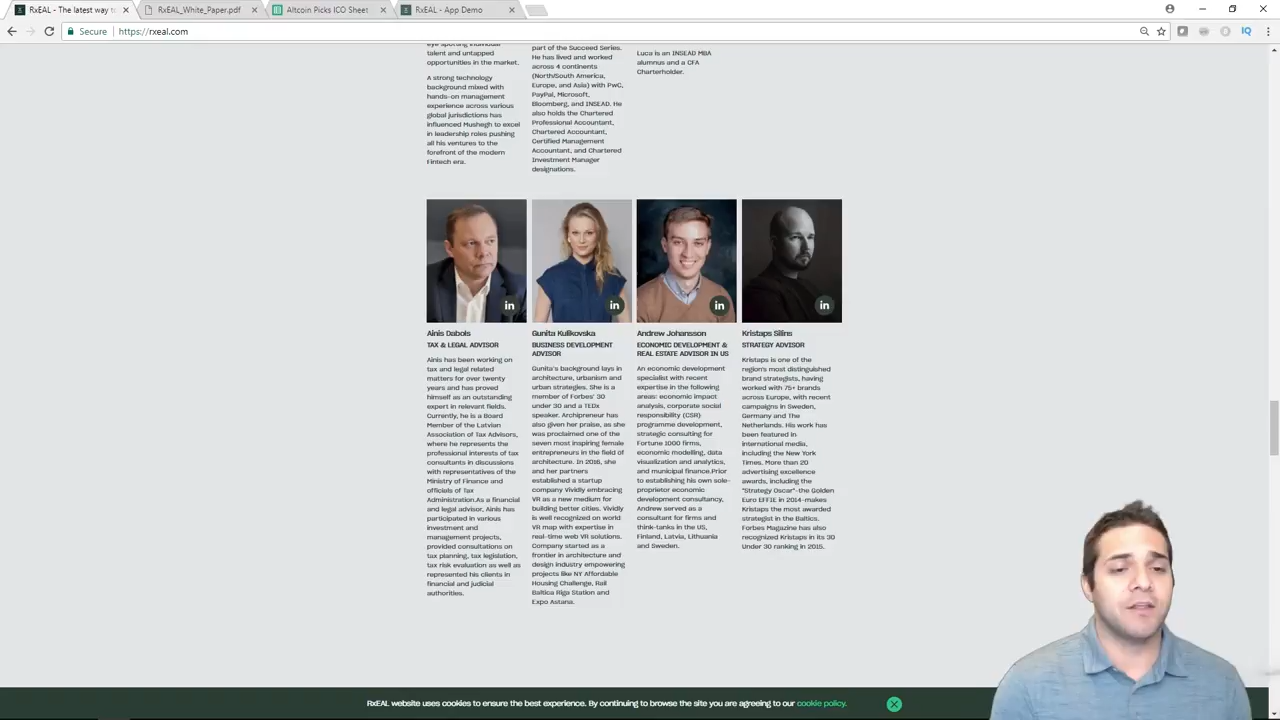 RxEAL - The latest way to
RxEAL_White_Paper.pdf
Altcoin Picks ICO Sheet
RxEAL - App Demo
Secure
https://rxeal.com
eye spotting individual
talent and untapped
opportunities in the market.
A strong technology
background mixed with
hands-on management
experience across various
global jurisdictions has
influenced Mushegh to excel
in leadership roles pushing
all his ventures to the
forefront of the modern
Fintech era.
part of the Succeed Series.
He has lived and worked
across 4 continents
(North/South America,
Europe, and Asia) with PwC,
PayPal, Microsoft,
Bloomberg, and INSEAD. He
also holds the Chartered
Professional Accountant,
Chartered Accountant,
Certified Management
Accountant, and Chartered
Investment Manager
designations.
Luca is an INSEAD MBA
alumnus and a CFA
Charterholder.
in
in
in
in
Ainis Dabols
TAX & LEGAL ADVISOR
Ainis has been working on
tax and legal related
matters for over twenty
years and has proved
himself as an outstanding
expert in relevant fields.
Currently, he is a Board
Member of the Latvian
Association of Tax Advisors,
where he represents the
professional interests of tax
consultants in discussions
with representatives of the
Ministry of Finance and
officiels of Tax
Administration.As a financial
and legal advisor, Ainis has
participated in various
investment and
management projects,
provided consultations on
tax planning, tax legislation,
tax risk evaluation as well as
represented his clients in
financial and judicial
authorities.
Gunita Kulikovska
BUSINESS DEVELOPMENT
ADVISOR
Gunita's background lays in
architecture, urbanism and
urban strategies. She is a
member of Forbes' 30
under 30 and a TEDx
speaker. Archipreneur has
also given her praise, as she
was proclaimed one of the
seven most inspiring female
entrepreneurs in the field of
architecture. In 2016, she
and her partners
established a startup
company Vividly embracing
VR as a new medium for
building better cities. Vividly
is well recognized on world
VR map with expertise in
real-time web VR solutions.
Company started as a
frontier in architecture and
design industry empowering
projects like NY Affordable
Housing Challenge, Rail
Baltica Riga Station and
Expo Astana.
Andrew Johansson
ECONOMIC DEVELOPMENT &
REAL ESTATE ADVISOR IN US
An economic development
specialist with recent
expertise in the following
areas: economic impact
analysis, corporate social
responsibility (CSR)
programme development,
strategic consulting for
Fortune 1000 firms,
economic modelling, data
visualization and analytics,
and municipal finance.Prior
to establishing his own sole-
proprietor economic
development consultancy,
Andrew served as a
consultant for firms and
think-tanks in the US,
Finland, Latvia, Lithuania
and Sweden.
Kristaps Silins
STRATEGY ADVISOR
Kristaps is one of the
region's most distinguished
brand strategists, having
worked with 75+ brands
across Europe, with recent
campaigns in Sweden,
Germany and The
Netherlands. His work has
been featured in
international media,
including the New York
Times. More than 20
advertising excellence
awards, including the
"Strategy Oscar"-the Golden
Euro EFFIE in 2014-makes
Kristaps the most awarded
strategist in the Baltics.
Forbes Magazine has also
recognized Kristaps in its 30
Under 30 ranking in 2015.
RxEAL website uses cookies to ensure the best experience. By continuing to browse the site you are agreeing to our cookie policy.